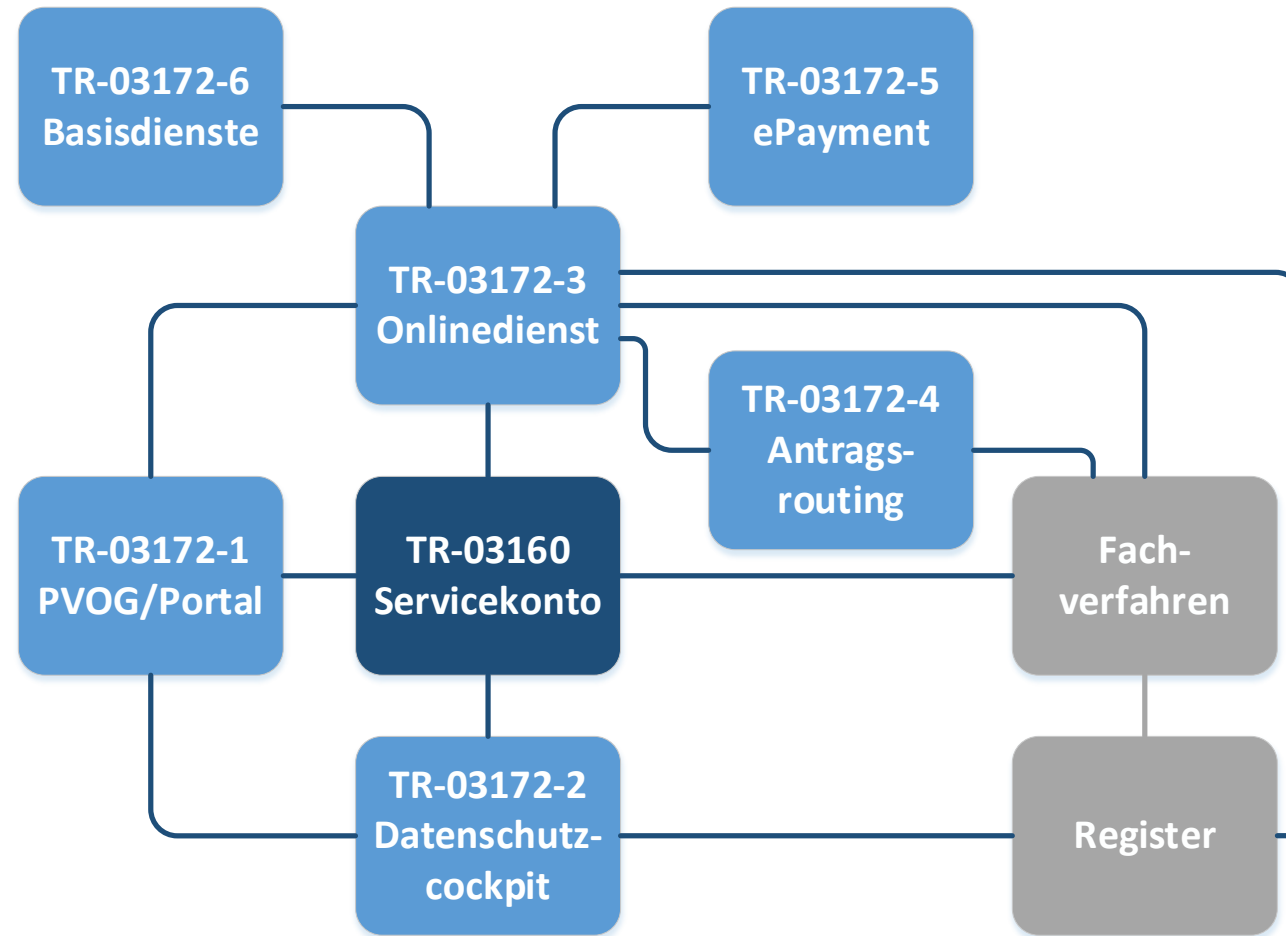 TR-03172-6
Basisdienste
TR-03172-5
ePayment
TR-03172-3
Onlinedienst
TR-03172-4
Antrags-
routing
TR-03172-1
PVOG/Portal
TR-03160
Servicekonto
Fach-
verfahren
TR-03172-2
Datenschutz-
cockpit
Register